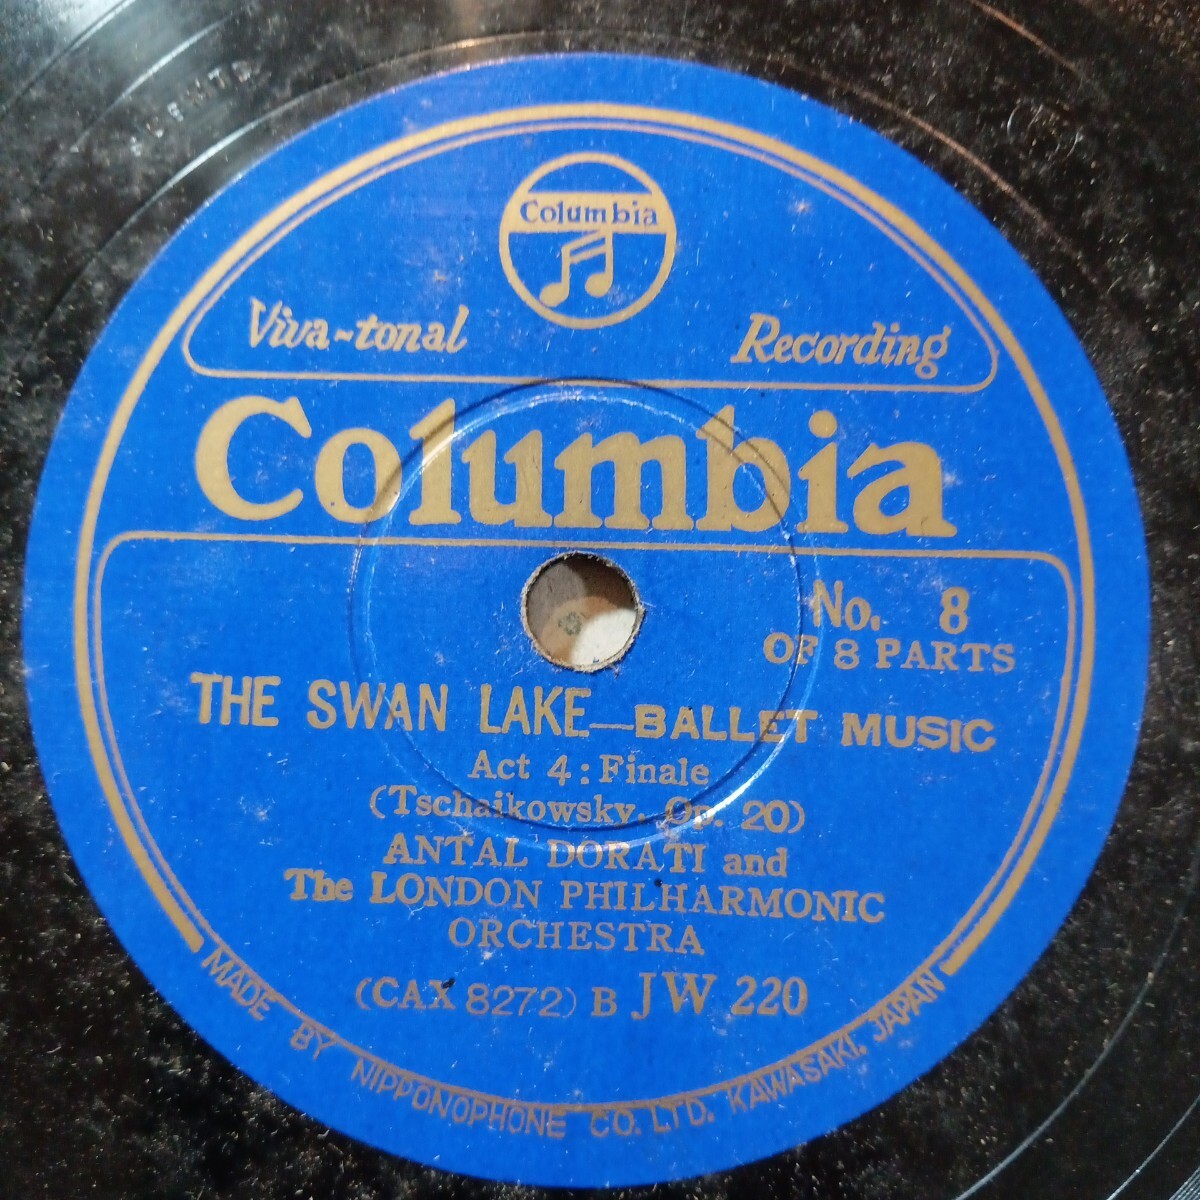 Columbia
Viva-tonal Recording
Columbia
No. 8
OF 8 PARTS
THE SWAN LAKE—BALLET MUSIC
Act 4: Finale
(Tschaikowsky. Op. 20)
ANTAL DORATI and
The LONDON PHILHARMONIC
ORCHESTRA
(CAX 8272) B JW 220
MADE BY NIPPONOPHONE CO. LTD. KAWASAKI, JAPAN